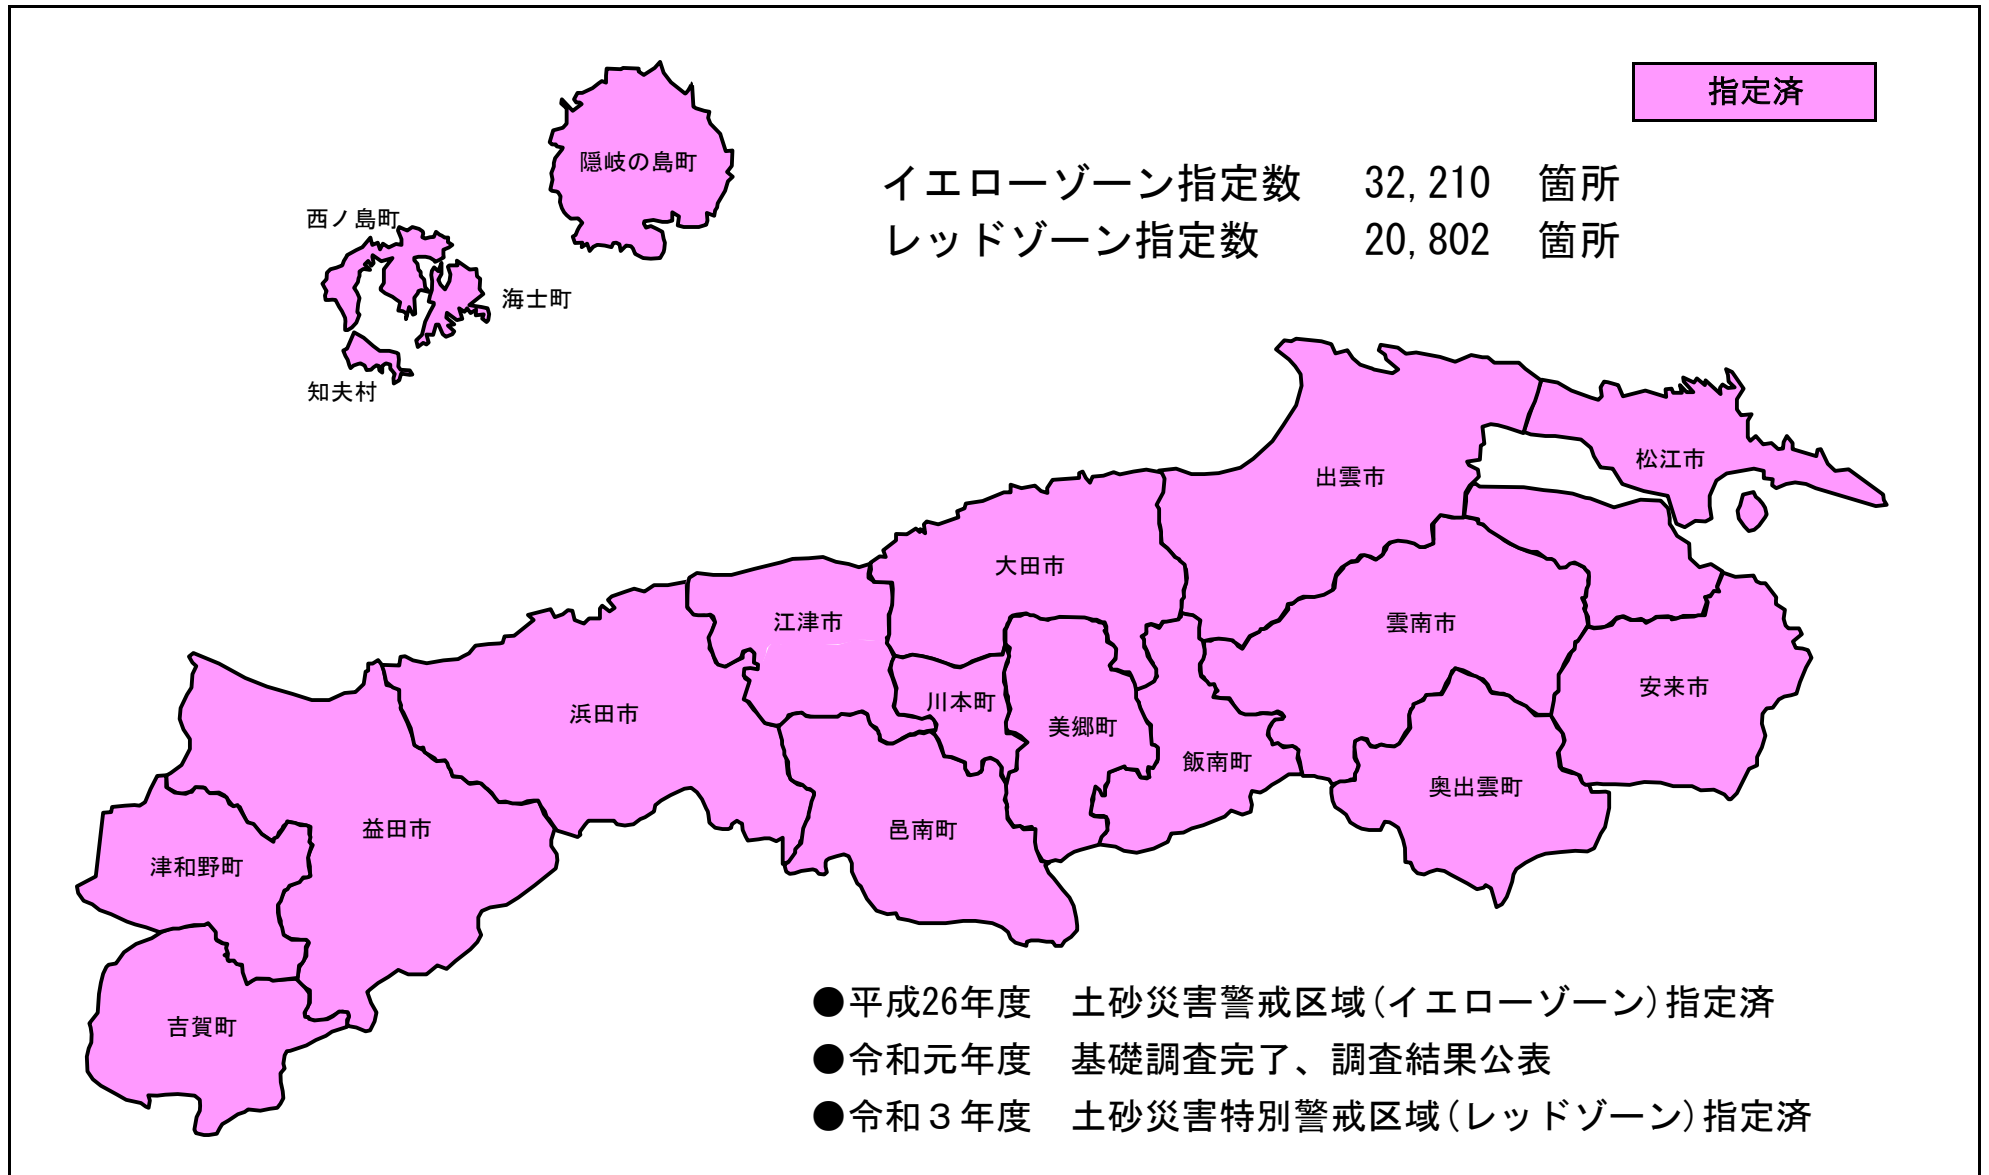 指定済
隠岐の島町
イエローゾーン指定数 32,210 箇所
レッドゾーン指定数 20,802 箇所
西ノ島町
海士町
知夫村
松江市
出雲市
大田市
江津市
雲南市
安来市
川本町
浜田市
美郷町
飯南町
奥出雲町
益田市
邑南町
津和野町
吉賀町
●平成26年度 土砂災害警戒区域(イエローゾーン)指定済
●令和元年度 基礎調査完了、調査結果公表
●令和３年度 土砂災害特別警戒区域(レッドゾーン)指定済